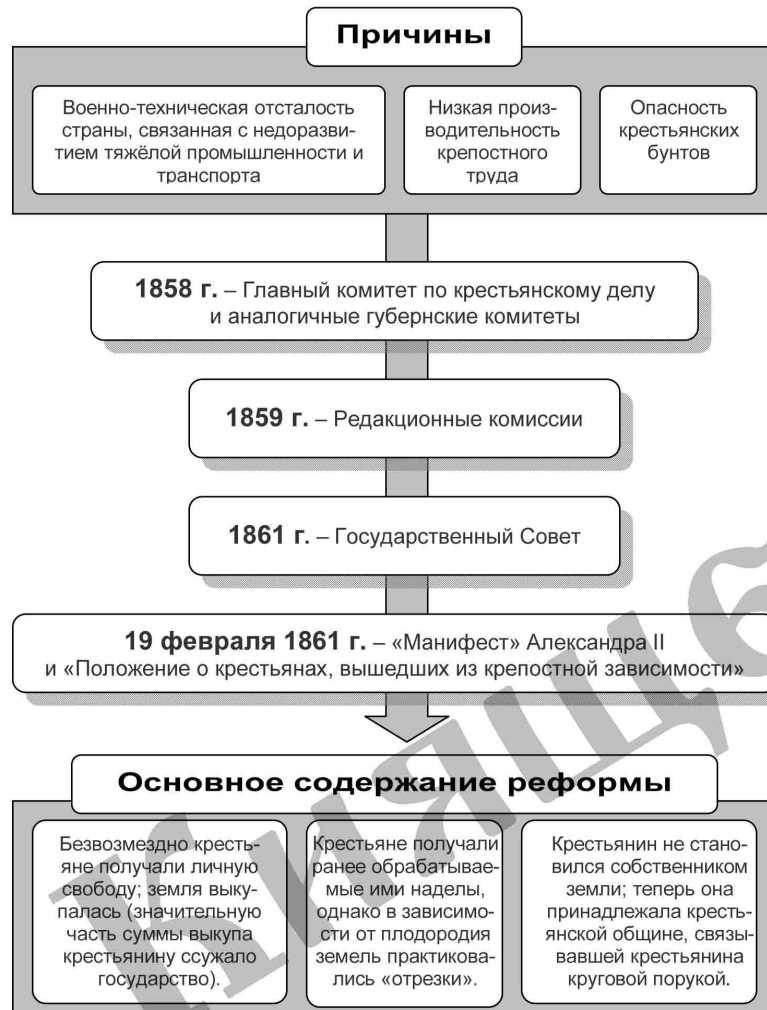 Причины
Военно-техническая отсталость
страны, связанная с недоразви-
тием тяжёлой промышленности и
транспорта
Низкая произ-
водительность
крепостного
труда
Опасность
крестьянских
бунтов
1858 г. – Главный комитет по крестьянскому делу
и аналогичные губернские комитеты
1859 г. – Редакционные комиссии
1861 г. – Государственный Совет
19 февраля 1861 г. – «Манифест» Александра II
и «Положение о крестьянах, вышедших из крепостной зависимости»
Основное содержание реформы
Безвозмездно кресть-
яне получали личную
свободу; земля выку-
палась (значительную
часть суммы выкупа
крестьянину ссужало
государство).
Крестьяне получали
ранее обрабатывае-
мые ими наделы,
однако в зависимо-
сти от плодородия
земель практикова-
лись «отрезки».
Крестьянин не стано-
вился собственником
земли; теперь она
принадлежала кресть-
янской общине, связы-
вавшей крестьянина
круговой порукой.